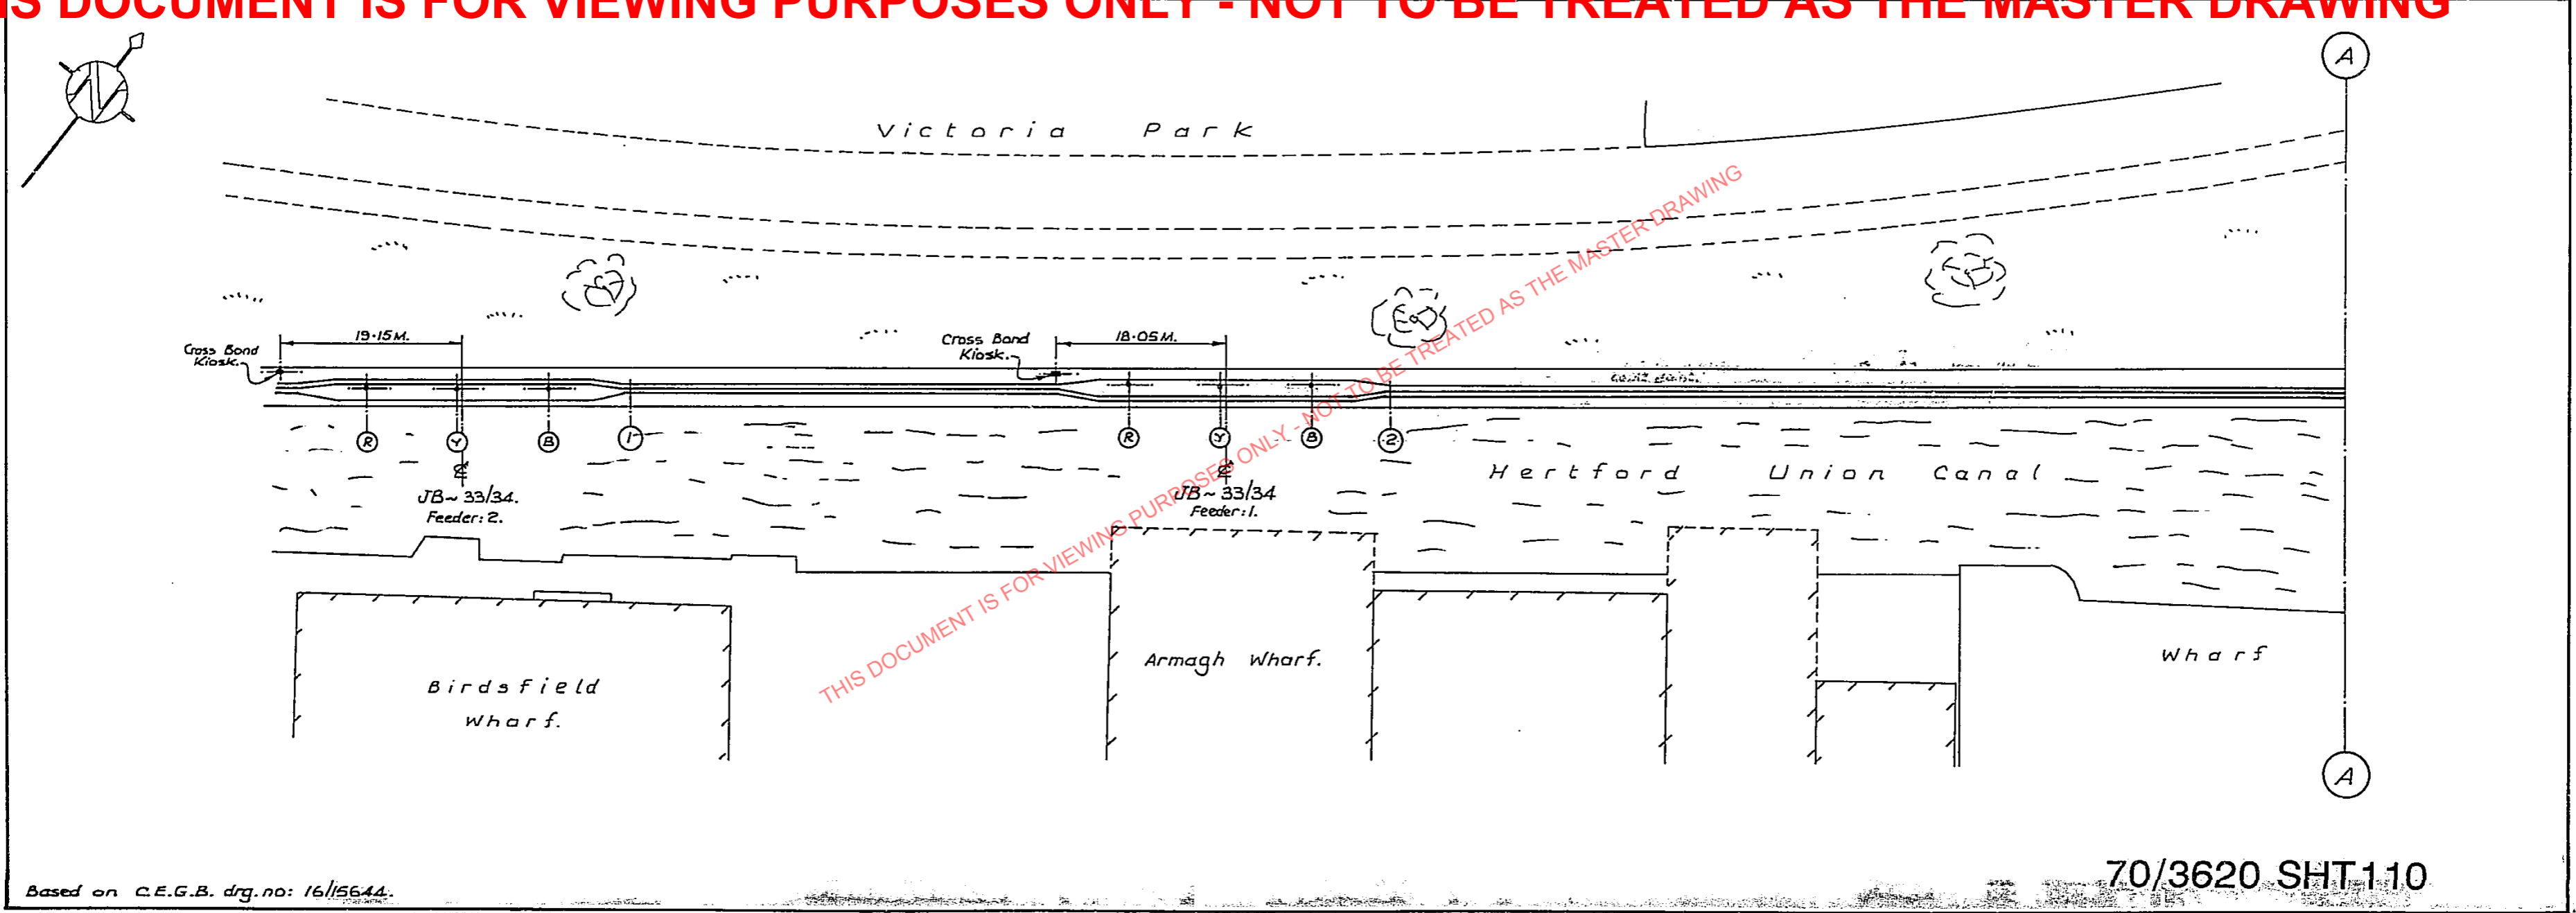 IS DOCUMENT IS FOR VIEWING PURPOSES ONLY - NOT TO BE TREATED AS THE MASTER DRAWING
N
A
Victoria Park
THIS DOCUMENT IS FOR VIEWING PURPOSES ONLY - NOT TO BE TREATED AS THE MASTER DRAWING
19·15M.
Cross Bond
Kiosk.
Cross Bond
Kiosk.
18·05M.
R
Y
B
1
R
Y
B
2
JB~33/34.
Feeder: 2.
JB~33/34
Feeder: 1.
Hertford Union Canal
Birdsfield
Wharf.
Armagh Wharf.
Wharf
A
Based on C.E.G.B. drg. no: 16/15644.
70/3620 SHT110